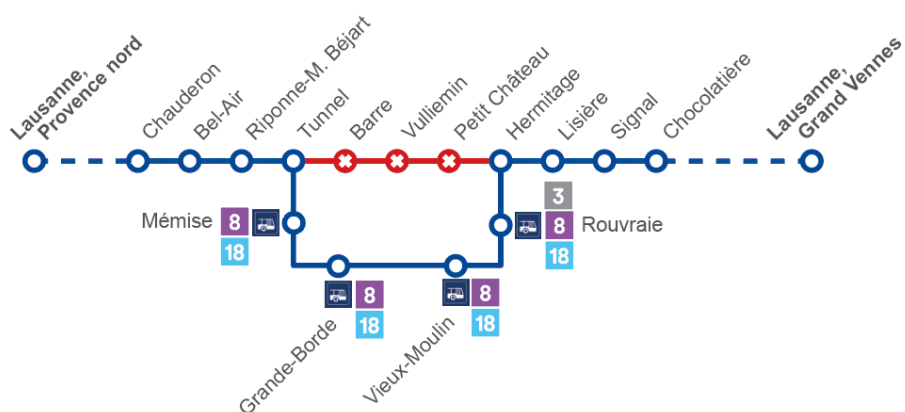 Lausanne,
Provence nord
Chauderon
Bel-Air
Riponne-M. Béjart
Tunnel
Barre
Vulliemin
Petit Château
Hermitage
Lisière
Signal
Chocolatière
Lausanne,
Grand Vennes
Mémise
8
18
Grande-Borde
8
18
Vieux-Moulin
8
18
3
8
18
Rouvraie